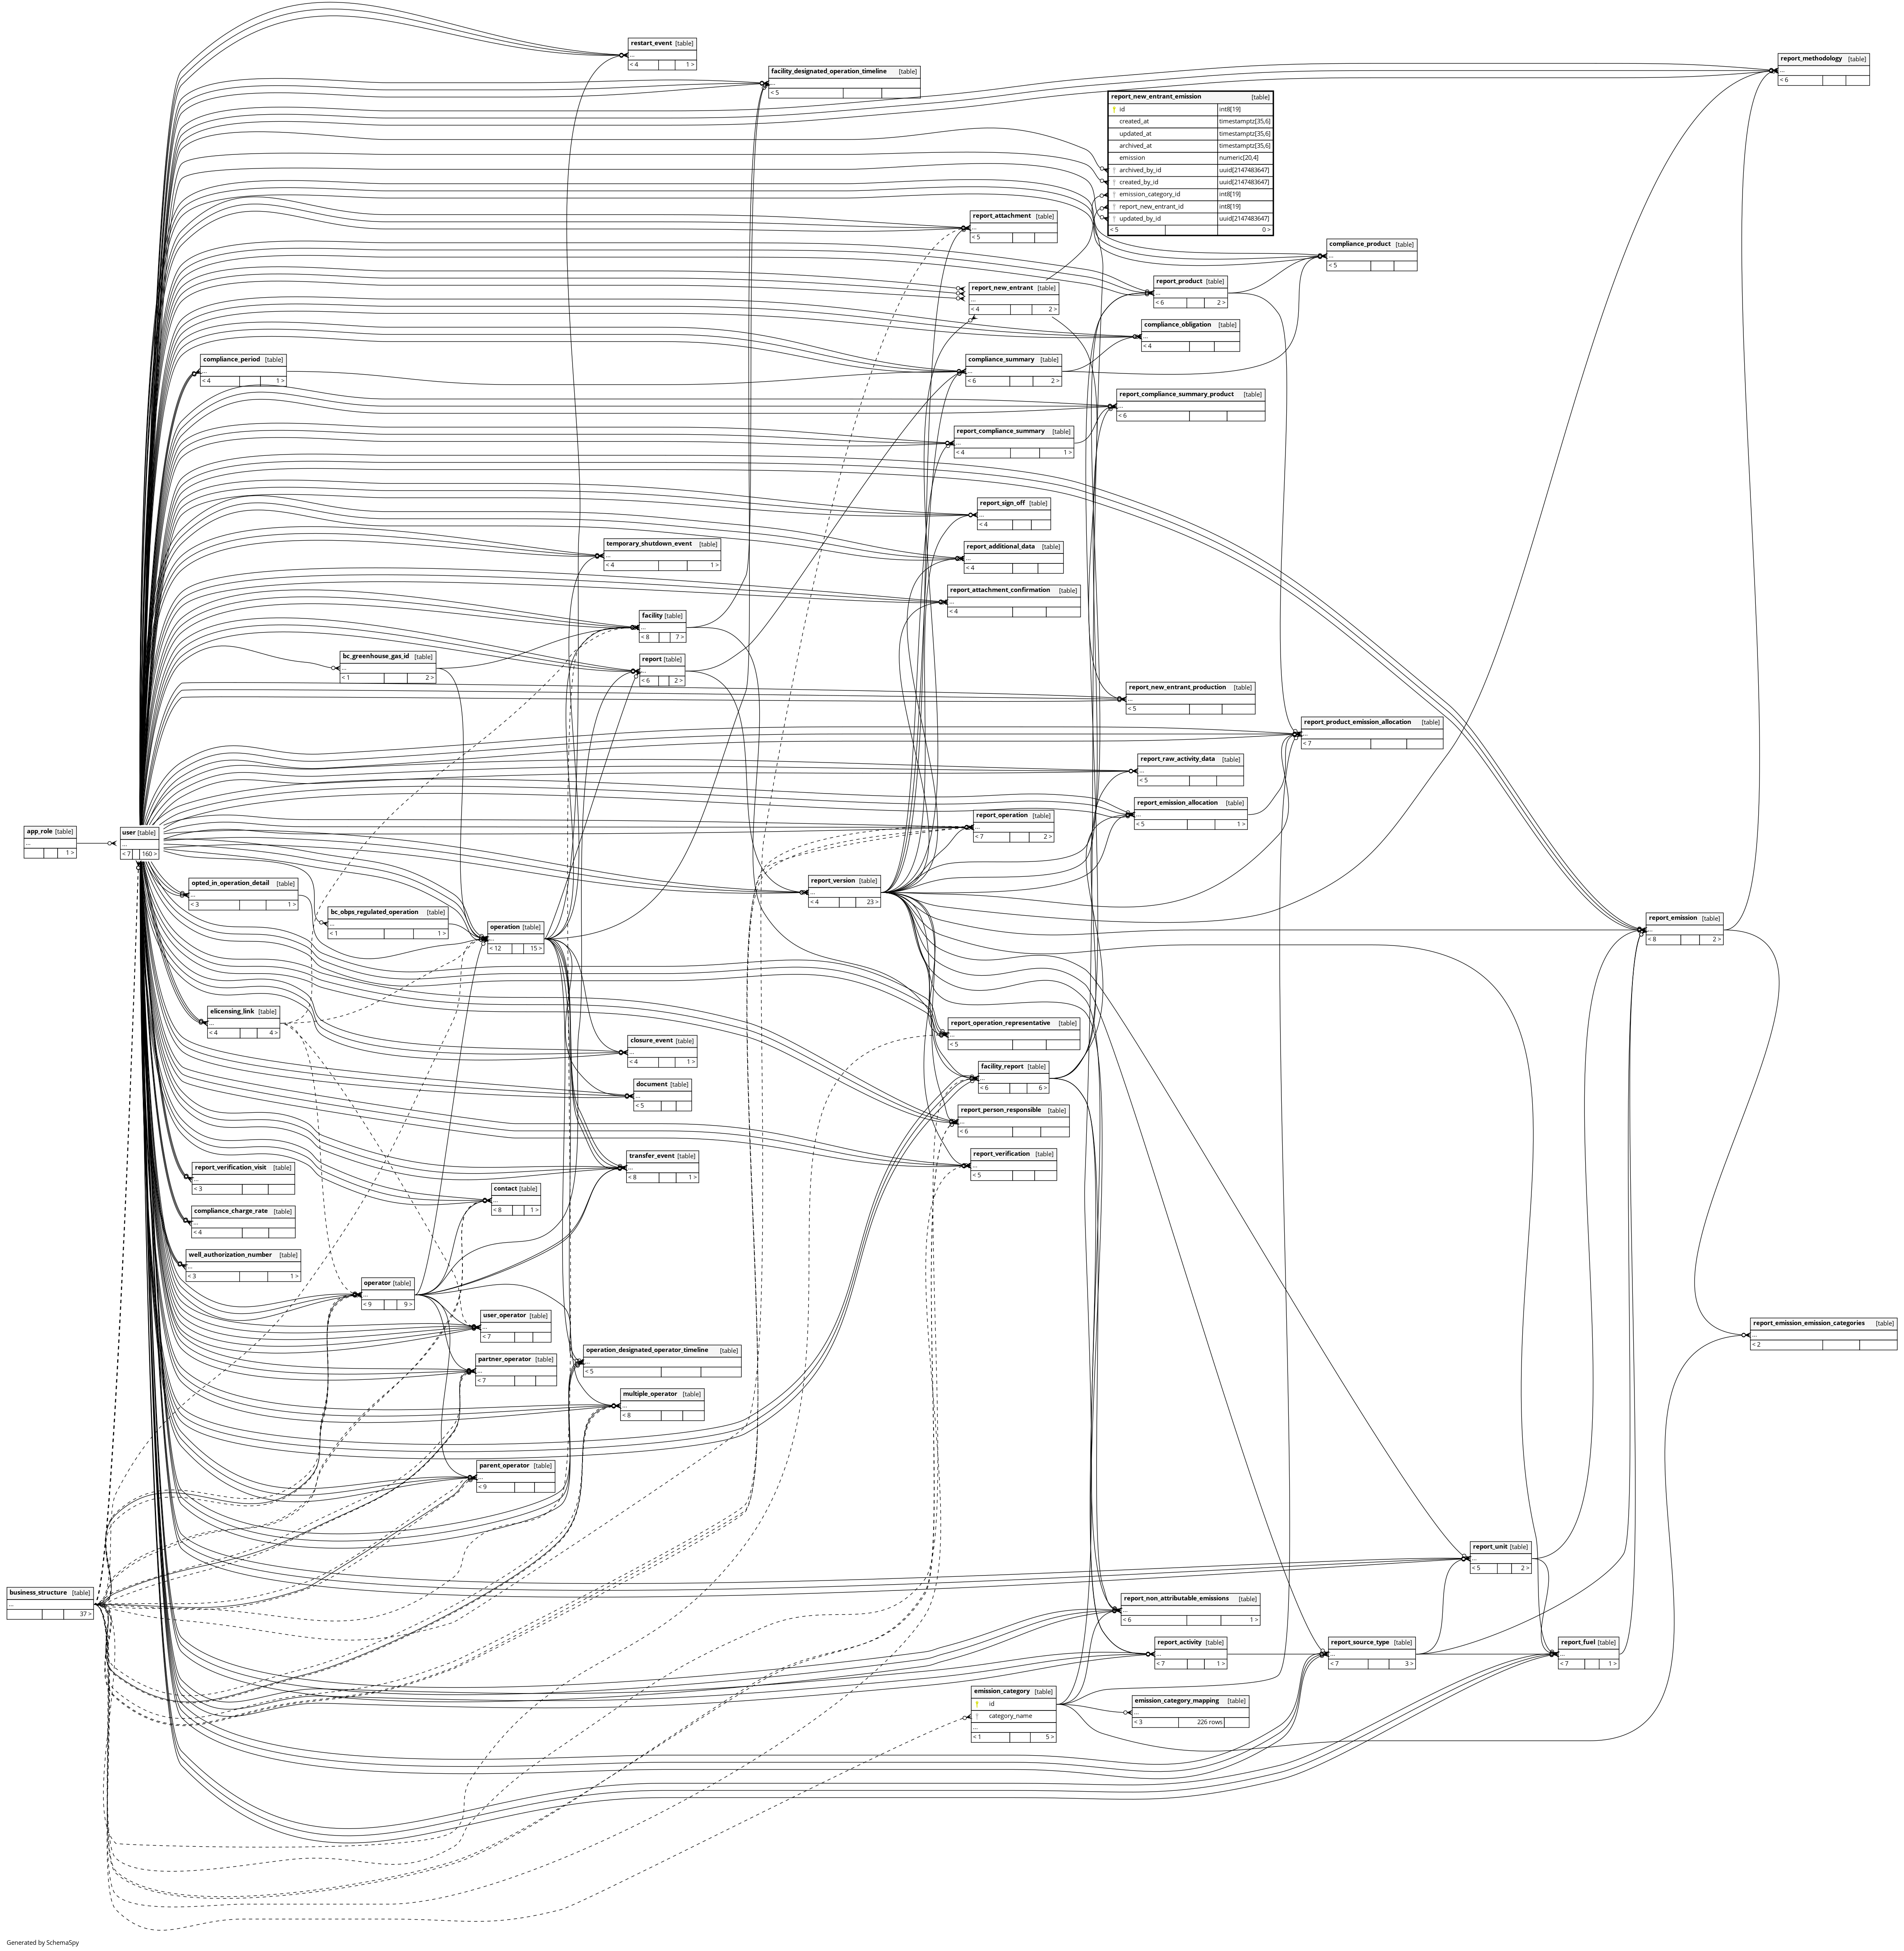 restart_event [table]
...
< 4 1 >
facility_designated_operation_timeline [table]
...
< 5
report_methodology [table]
...
< 6
report_new_entrant_emission [table]
id int8[19]
created_at timestamptz[35,6]
updated_at timestamptz[35,6]
archived_at timestamptz[35,6]
emission numeric[20,4]
archived_by_id uuid[2147483647]
created_by_id uuid[2147483647]
emission_category_id int8[19]
report_new_entrant_id int8[19]
updated_by_id uuid[2147483647]
< 5 0 >
report_attachment [table]
...
< 5
compliance_product [table]
...
< 5
report_product [table]
...
< 6 2 >
report_new_entrant [table]
...
< 4 2 >
compliance_obligation [table]
...
< 4
compliance_period [table]
...
< 4 1 >
compliance_summary [table]
...
< 6 2 >
report_compliance_summary_product [table]
...
< 6
report_compliance_summary [table]
...
< 4 1 >
report_sign_off [table]
...
< 4
temporary_shutdown_event [table]
...
< 4 1 >
report_additional_data [table]
...
< 4
report_attachment_confirmation [table]
...
< 4
facility [table]
...
< 8 7 >
bc_greenhouse_gas_id [table]
...
< 1 2 >
report [table]
...
< 6 2 >
report_new_entrant_production [table]
...
< 5
report_product_emission_allocation [table]
...
< 7
report_raw_activity_data [table]
...
< 5
report_emission_allocation [table]
...
< 5 1 >
report_operation [table]
...
< 7 2 >
app_role [table]
...
1 >
user [table]
...
< 7 160 >
opted_in_operation_detail [table]
...
< 3 1 >
report_version [table]
...
< 4 23 >
bc_obps_regulated_operation [table]
...
< 1 1 >
operation [table]
...
< 12 15 >
report_emission [table]
...
< 8 2 >
elicensing_link [table]
...
< 4 4 >
report_operation_representative [table]
...
< 5
closure_event [table]
...
< 4 1 >
facility_report [table]
...
< 6 6 >
document [table]
...
< 5
report_person_responsible [table]
...
< 6
transfer_event [table]
...
< 8 1 >
report_verification [table]
...
< 5
report_verification_visit [table]
...
< 3
contact [table]
...
< 8 1 >
compliance_charge_rate [table]
...
< 4
well_authorization_number [table]
...
< 3 1 >
operator [table]
...
< 9 9 >
user_operator [table]
...
< 7
report_emission_emission_categories [table]
...
< 2
operation_designated_operator_timeline [table]
...
< 5
partner_operator [table]
...
< 7
multiple_operator [table]
...
< 8
parent_operator [table]
...
< 9
report_unit [table]
...
< 5 2 >
business_structure [table]
...
37 >
report_non_attributable_emissions [table]
...
< 6 1 >
report_activity [table]
...
< 7 1 >
report_source_type [table]
...
< 7 3 >
report_fuel [table]
...
< 7 1 >
emission_category [table]
id
category_name
...
< 1 5 >
emission_category_mapping [table]
...
< 3 226 rows
Generated by SchemaSpy